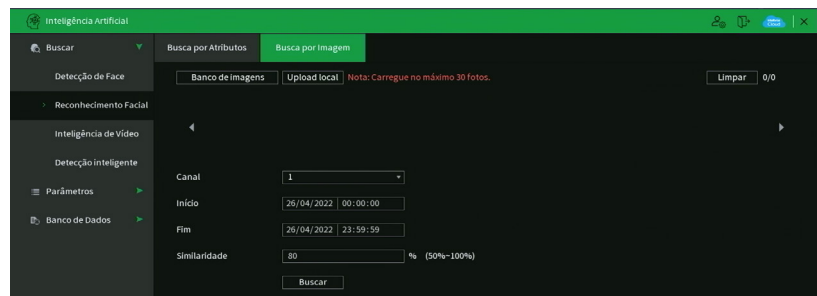 Inteligência Artificial
Buscar
Detecção de Face
Reconhecimento Facial
Inteligência de Vídeo
Detecção inteligente
Parâmetros
Banco de Dados
Busca por Atributos Busca por Imagem
Banco de imagens Upload local Nota: Carregue no máximo 30 fotos. Limpar 0/0
Canal 1
Início 26/04/2022 00:00:00
Fim 26/04/2022 23:59:59
Similaridade 80 % (50%~100%)
Buscar